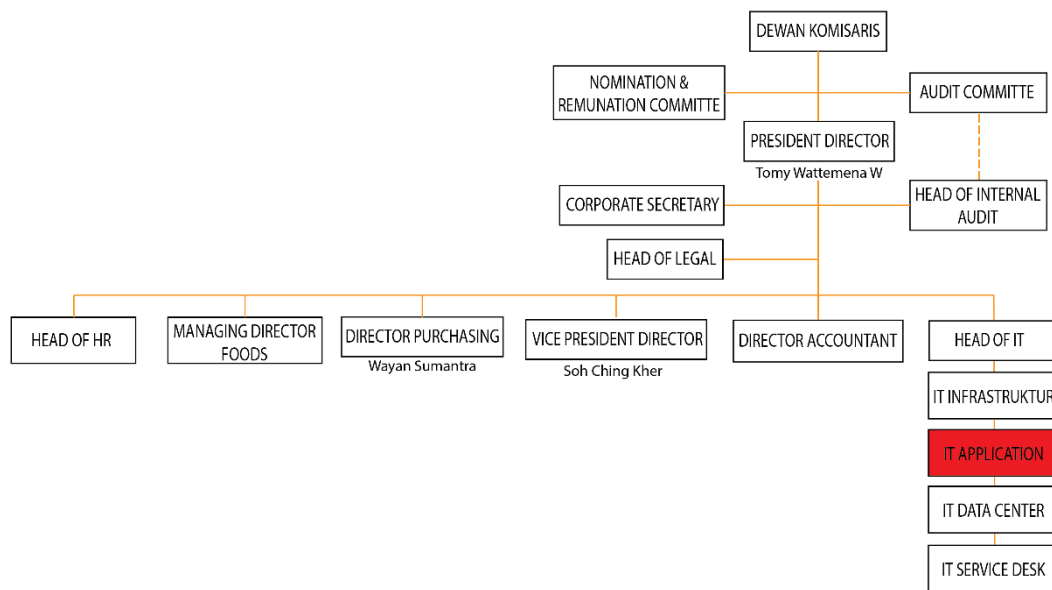 DEWAN KOMISARIS
NOMINATION &
REMUNATION COMMITTE
AUDIT COMMITTE
PRESIDENT DIRECTOR
Tomy Wattemena W
CORPORATE SECRETARY
HEAD OF INTERNAL
AUDIT
HEAD OF LEGAL
HEAD OF HR
MANAGING DIRECTOR
FOODS
DIRECTOR PURCHASING
Wayan Sumantra
VICE PRESIDENT DIRECTOR
Soh Ching Kher
DIRECTOR ACCOUNTANT
HEAD OF IT
IT INFRASTRUKTUR
IT APPLICATION
IT DATA CENTER
IT SERVICE DESK